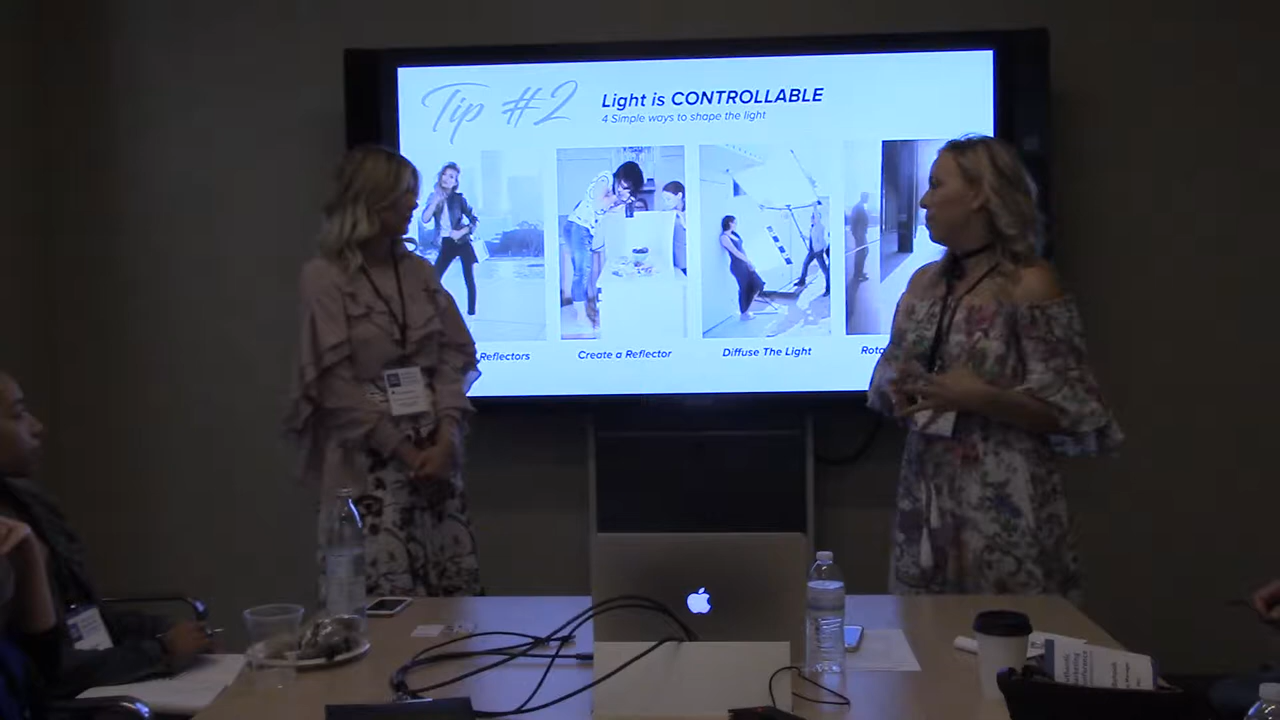 Tip #2
Light is CONTROLLABLE
4 Simple ways to shape the light
Reflectors
Create a Reflector
Diffuse The Light